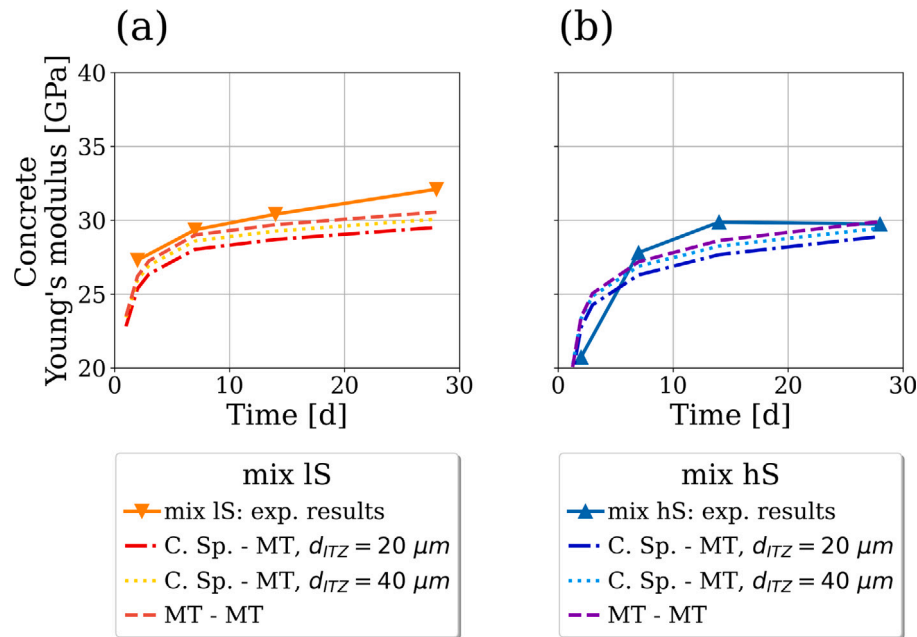 (a)
(b)
Concrete
Young's modulus [GPa]
40
35
30
25
20
0
10
20
30
Time [d]
0
10
20
30
Time [d]
mix lS
mix lS: exp. results
C. Sp. - MT, d_ITZ = 20 μm
C. Sp. - MT, d_ITZ = 40 μm
MT - MT
mix hS
mix hS: exp. results
C. Sp. - MT, d_ITZ = 20 μm
C. Sp. - MT, d_ITZ = 40 μm
MT - MT